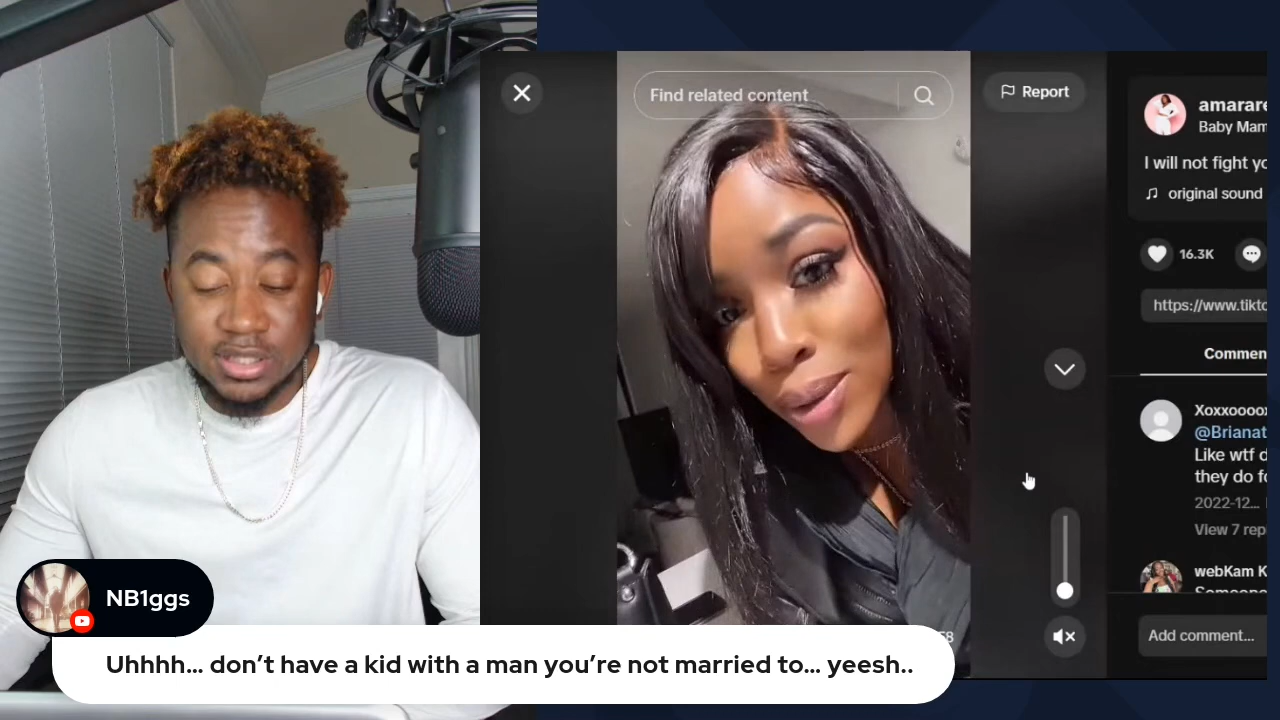 Find related content
Report
amarare
Baby Mam
I will not fight yo
original sound
16.3K
https://www.tikto
Commen
Xoxxoooox
@Brianat
Like wtf d
they do fo
2022-12...
View 7 rep
webKam K
Someone
Add comment...
NB1ggs
Uhhhh... don’t have a kid with a man you’re not married to... yeesh..